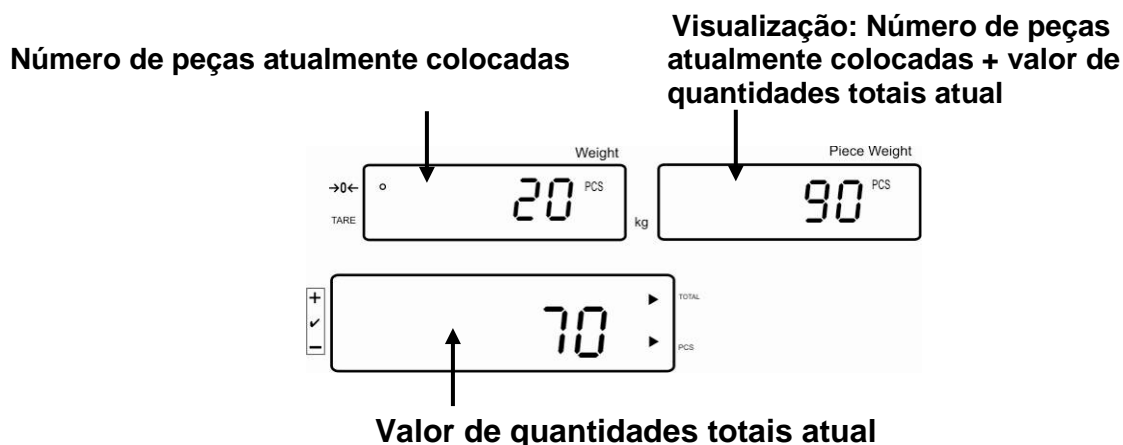 Número de peças atualmente colocadas
Visualização: Número de peças
atualmente colocadas + valor de
quantidades totais atual
Weight
→0←
TARE
20 PCS
kg
Piece Weight
90 PCS
+
✔
−
70
TOTAL
PCS
Valor de quantidades totais atual